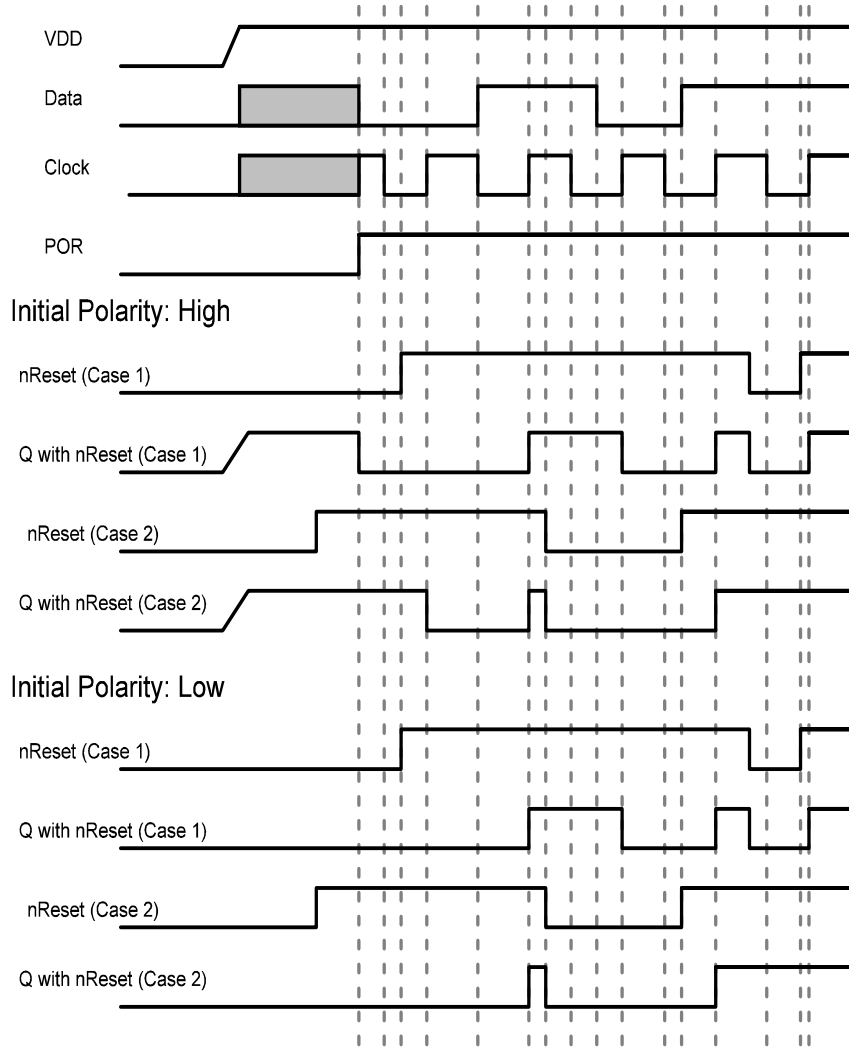 VDD
Data
Clock
POR
Initial Polarity: High
nReset (Case 1)
Q with nReset (Case 1)
nReset (Case 2)
Q with nReset (Case 2)
Initial Polarity: Low
nReset (Case 1)
Q with nReset (Case 1)
nReset (Case 2)
Q with nReset (Case 2)